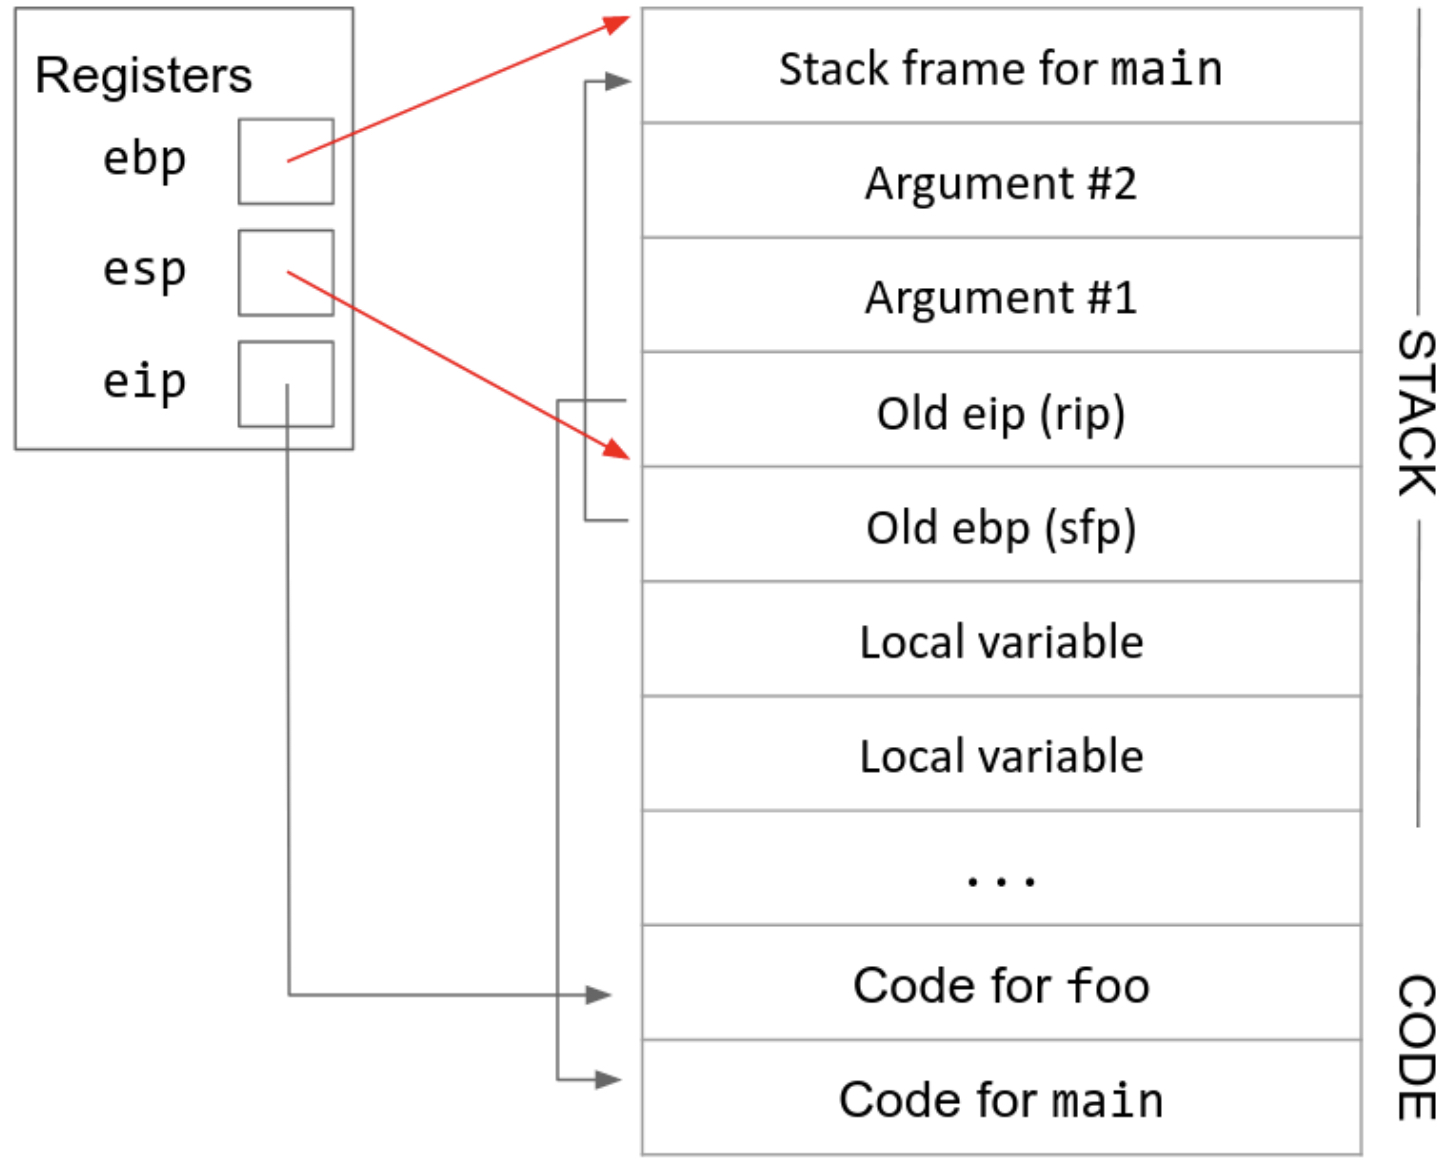 Registers
ebp
esp
eip
Stack frame for main
Argument #2
Argument #1
Old eip (rip)
Old ebp (sfp)
Local variable
Local variable
...
Code for foo
Code for main
STACK
CODE